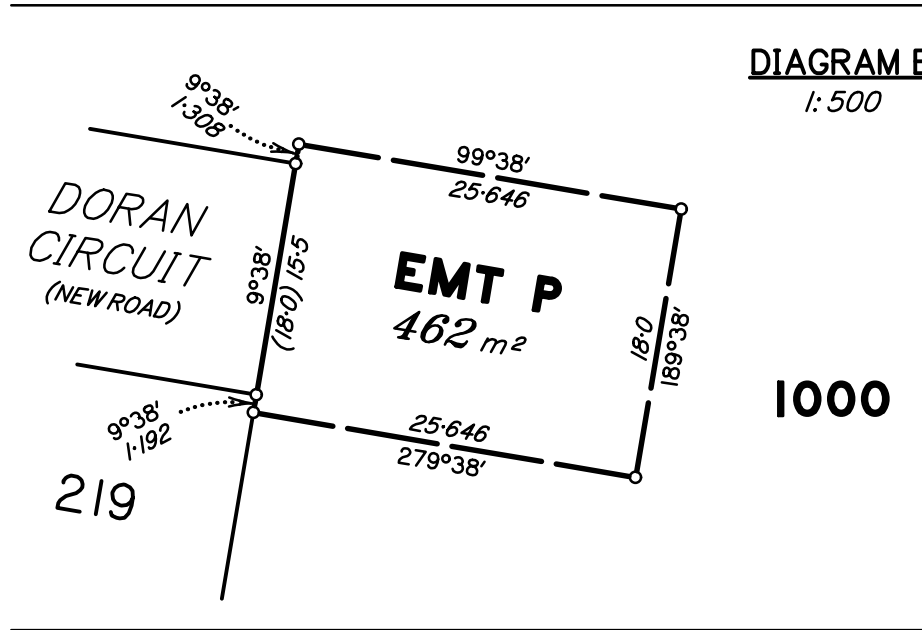 DIAGRAM
1:500
9°38'
1·308
99°38'
25·646
DORAN
CIRCUIT
(NEW ROAD)
9°38'
(18·0) 15·5
EMT P
462 m²
18·0
189°38'
1000
9°38'
1·192
25·646
279°38'
219